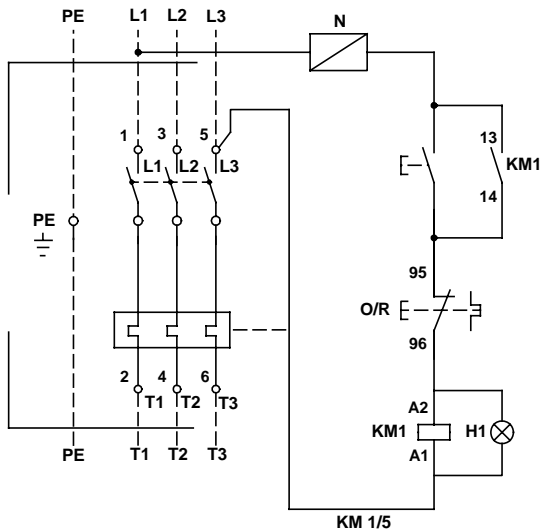 PE L1 L2 L3 N
1 3 5
L1 L2 L3
13
KM1
14
PE
95
O/R
96
2 4 6
T1 T2 T3
A2
KM1 H1
A1
PE T1 T2 T3
KM 1/5